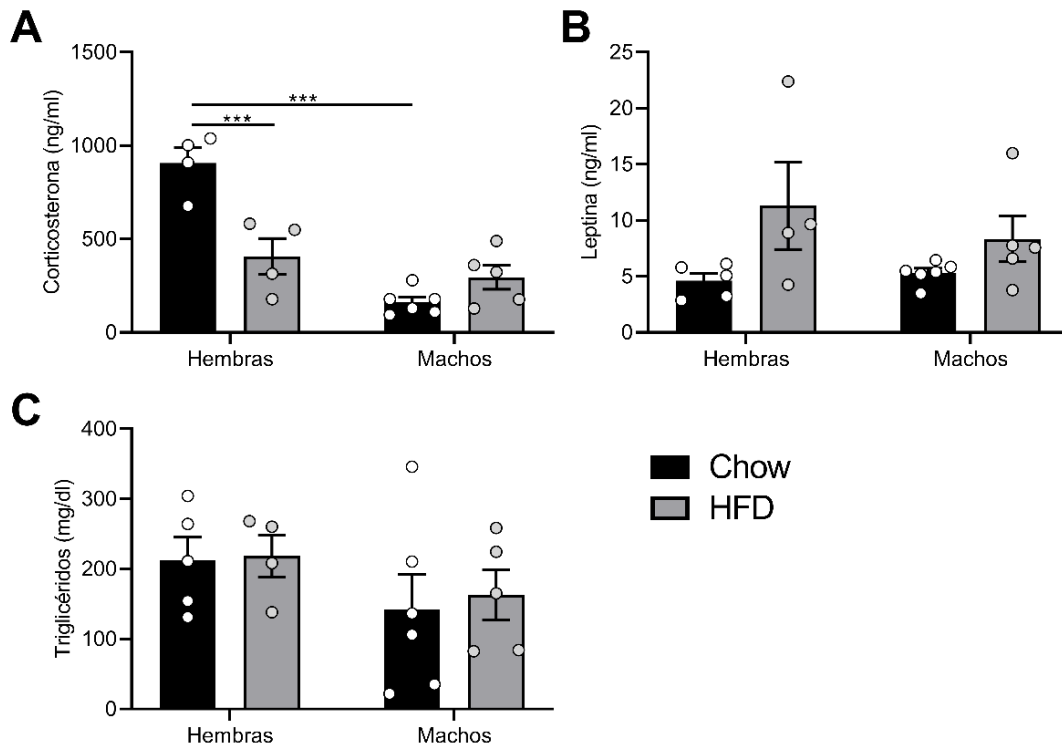 A
Corticosterona (ng/ml)
1500
1000
500
0
***
***
Hembras
Machos
B
Leptina (ng/ml)
25
20
15
10
5
0
Hembras
Machos
C
Triglicéridos (mg/dl)
400
300
200
100
0
Hembras
Machos
Chow
HFD